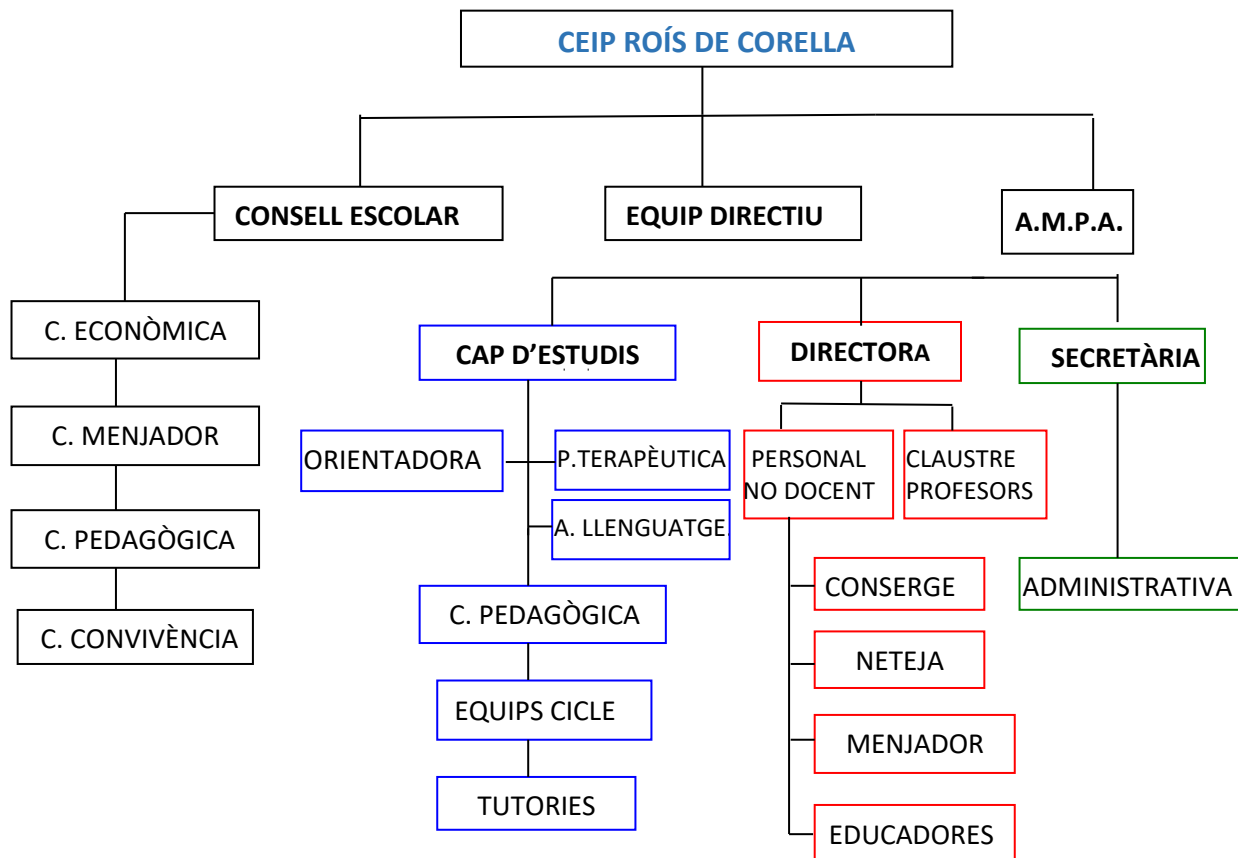 CEIP ROÍS DE CORELLA
CONSELL ESCOLAR
EQUIP DIRECTIU
A.M.P.A.
C. ECONÒMICA
C. MENJADOR
C. PEDAGÒGICA
C. CONVIVÈNCIA
CAP D'ESTUDIS
ORIENTADORA
P.TERAPÈUTICA
A. LLENGUATGE.
C. PEDAGÒGICA
EQUIPS CICLE
TUTORIES
DIRECTORA
PERSONAL
NO DOCENT
CLAUSTRE
PROFESORS
CONSERGE
NETEJA
MENJADOR
EDUCADORES
SECRETÀRIA
ADMINISTRATIVA